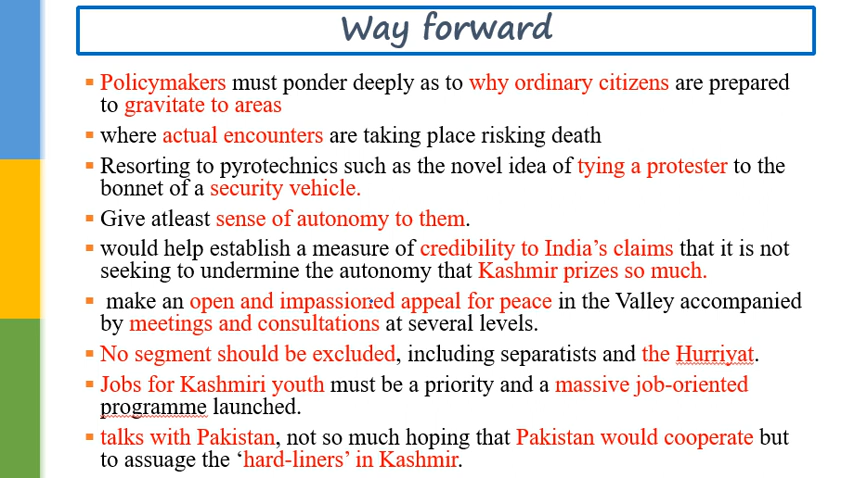 Way forward
▪ Policymakers must ponder deeply as to why ordinary citizens are prepared
to gravitate to areas
▪ where actual encounters are taking place risking death
▪ Resorting to pyrotechnics such as the novel idea of tying a protester to the
bonnet of a security vehicle.
▪ Give atleast sense of autonomy to them.
▪ would help establish a measure of credibility to India's claims that it is not
seeking to undermine the autonomy that Kashmir prizes so much.
▪ make an open and impassioned appeal for peace in the Valley accompanied
by meetings and consultations at several levels.
▪ No segment should be excluded, including separatists and the Hurriyat.
▪ Jobs for Kashmiri youth must be a priority and a massive job-oriented
programme launched.
▪ talks with Pakistan, not so much hoping that Pakistan would cooperate but
to assuage the ‘hard-liners’ in Kashmir.